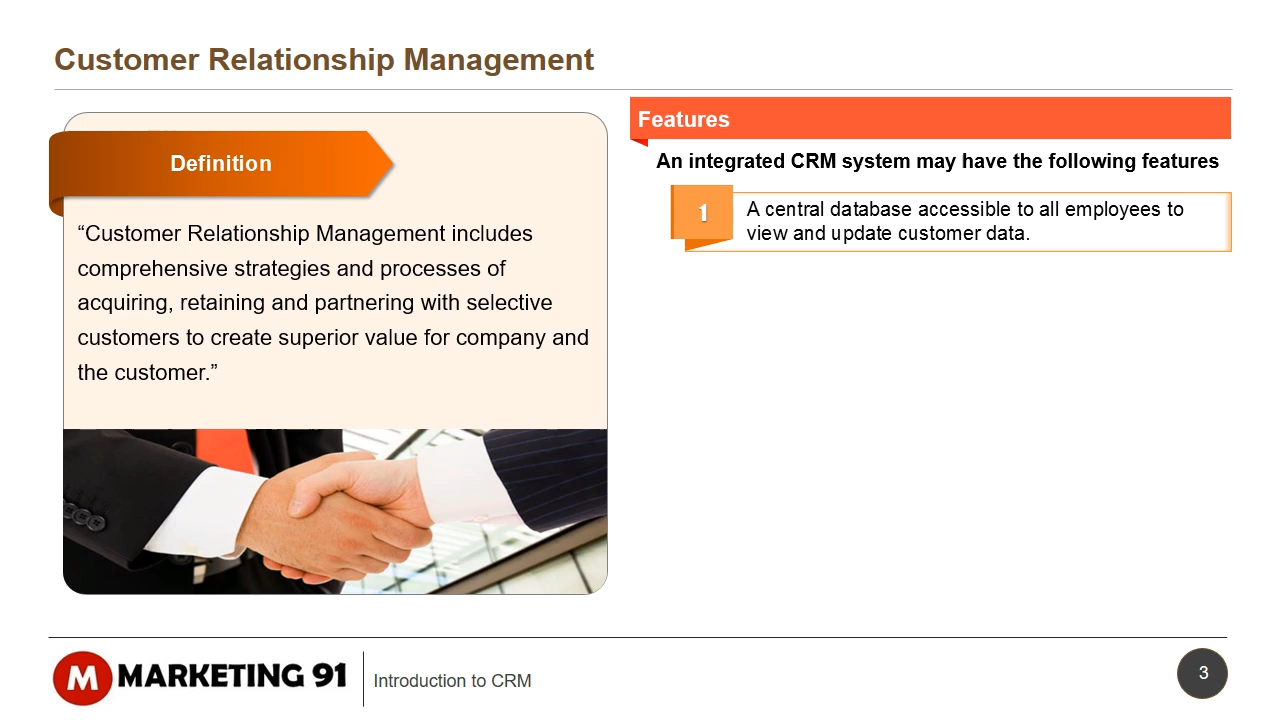 Customer Relationship Management
Definition
“Customer Relationship Management includes
comprehensive strategies and processes of
acquiring, retaining and partnering with selective
customers to create superior value for company and
the customer.”
Features
An integrated CRM system may have the following features
1
A central database accessible to all employees to
view and update customer data.
M MARKETING 91
Introduction to CRM
3